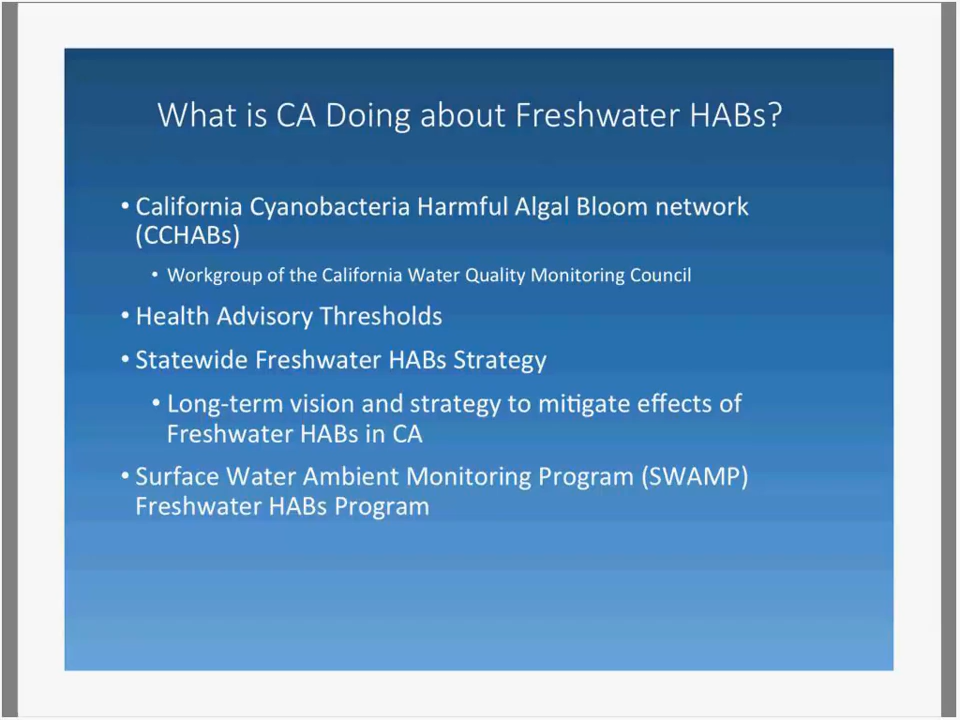 What is CA Doing about Freshwater HABs?
• California Cyanobacteria Harmful Algal Bloom network
(CCHABs)
• Workgroup of the California Water Quality Monitoring Council
• Health Advisory Thresholds
• Statewide Freshwater HABs Strategy
• Long-term vision and strategy to mitigate effects of
Freshwater HABs in CA
• Surface Water Ambient Monitoring Program (SWAMP)
Freshwater HABs Program